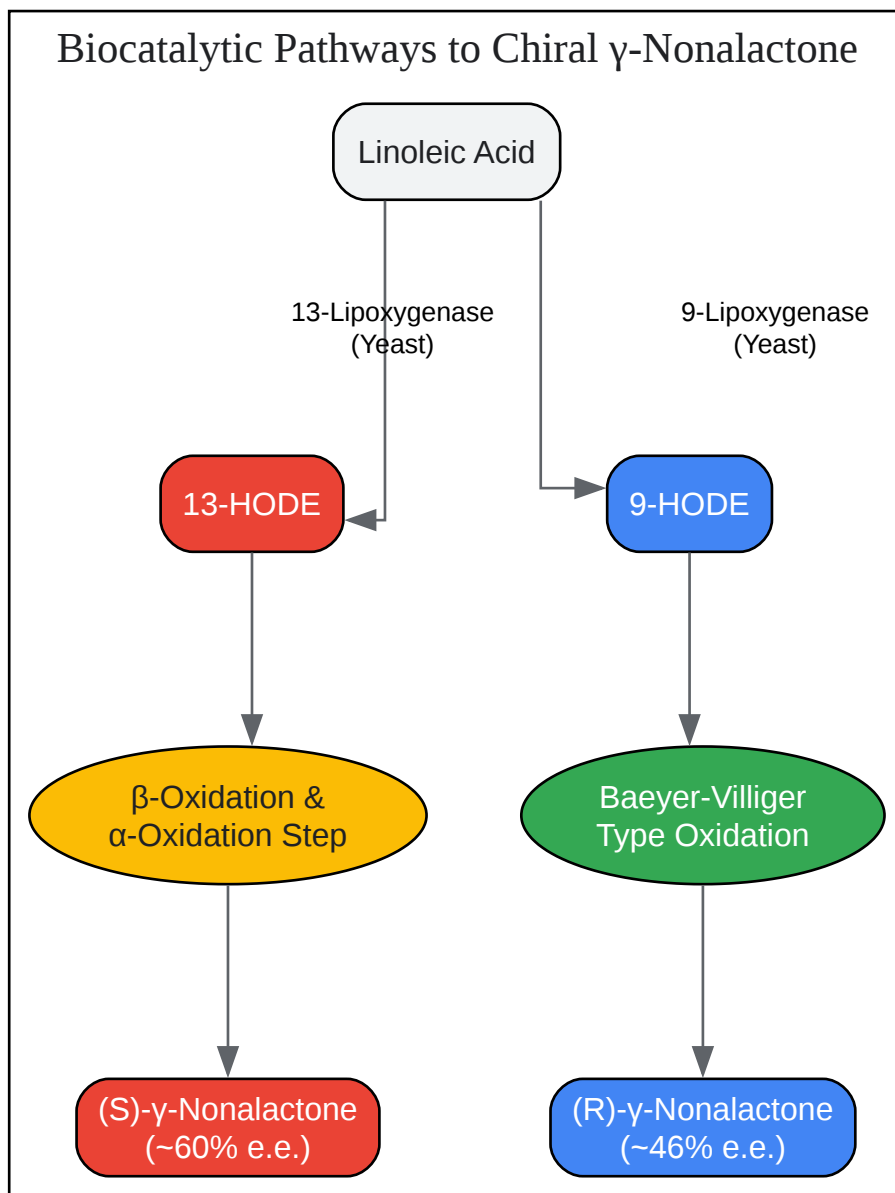 Biocatalytic Pathways to Chiral γ-Nonalactone
Linoleic Acid
13-Lipoxygenase
(Yeast)
9-Lipoxygenase
(Yeast)
13-HODE
9-HODE
β-Oxidation &
α-Oxidation Step
Baeyer-Villiger
Type Oxidation
(S)-γ-Nonalactone
(~60% e.e.)
(R)-γ-Nonalactone
(~46% e.e.)